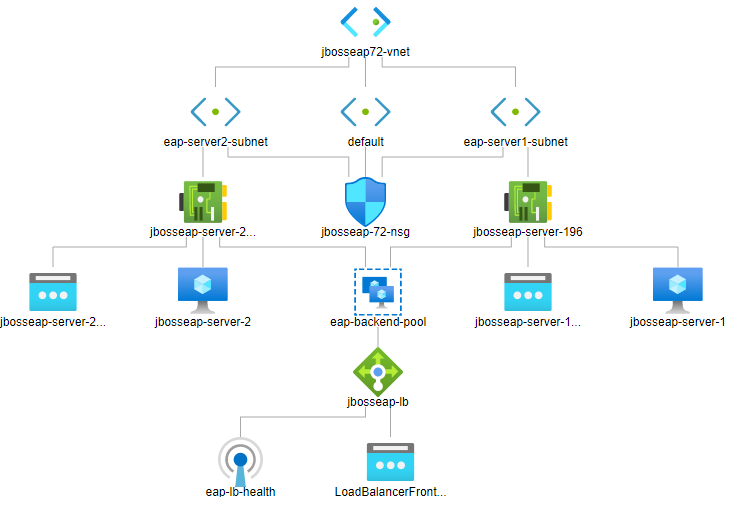 jbosseap72-vnet
eap-server2-subnet
default
eap-server1-subnet
jbosseap-server-2...
jbosseap-72-nsg
jbosseap-server-196
jbosseap-server-2...
jbosseap-server-2
eap-backend-pool
jbosseap-server-1...
jbosseap-server-1
jbosseap-lb
eap-lb-health
LoadBalancerFront...